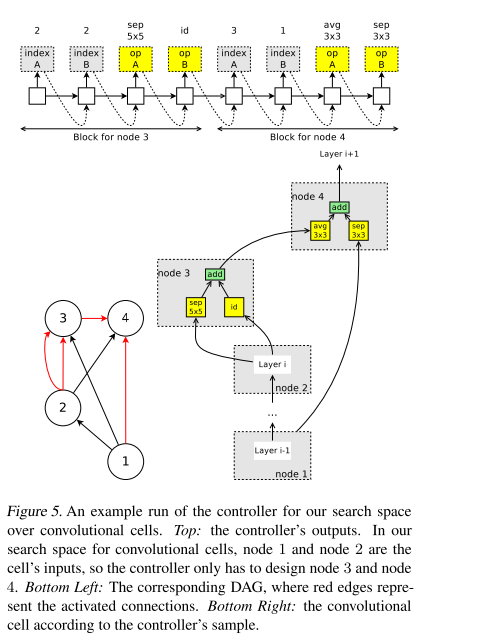 2 2 sep 5x5 id 3 1 avg 3x3 sep 3x3
index A index B op A op B index A index B op A op B
Block for node 3 Block for node 4
Layer i+1
node 4
add
avg 3x3 sep 3x3
node 3
add
sep 5x5 id
3 4
Layer i
node 2
2
...
1
Layer i-1
node 1
Figure 5. An example run of the controller for our search space
over convolutional cells. Top: the controller's outputs. In our
search space for convolutional cells, node 1 and node 2 are the
cell's inputs, so the controller only has to design node 3 and node
4. Bottom Left: The corresponding DAG, where red edges repre-
sent the activated connections. Bottom Right: the convolutional
cell according to the controller's sample.